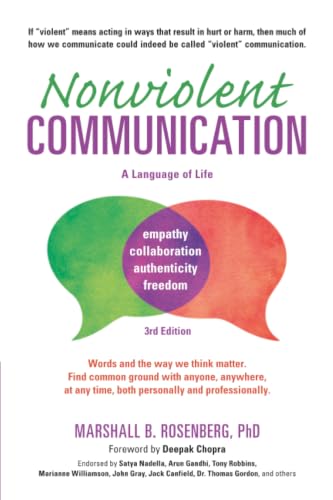 If "violent" means acting in ways that result in hurt or harm, then much of
how we communicate could indeed be called "violent" communication.
Nonviolent
COMMUNICATION
A Language of Life
empathy
collaboration
authenticity
freedom
3rd Edition
Words and the way we think matter.
Find common ground with anyone, anywhere,
at any time, both personally and professionally.
MARSHALL B. ROSENBERG, PhD
Foreword by Deepak Chopra
Endorsed by Satya Nadella, Arun Gandhi, Tony Robbins,
Marianne Williamson, John Gray, Jack Canfield, Dr. Thomas Gordon, and others